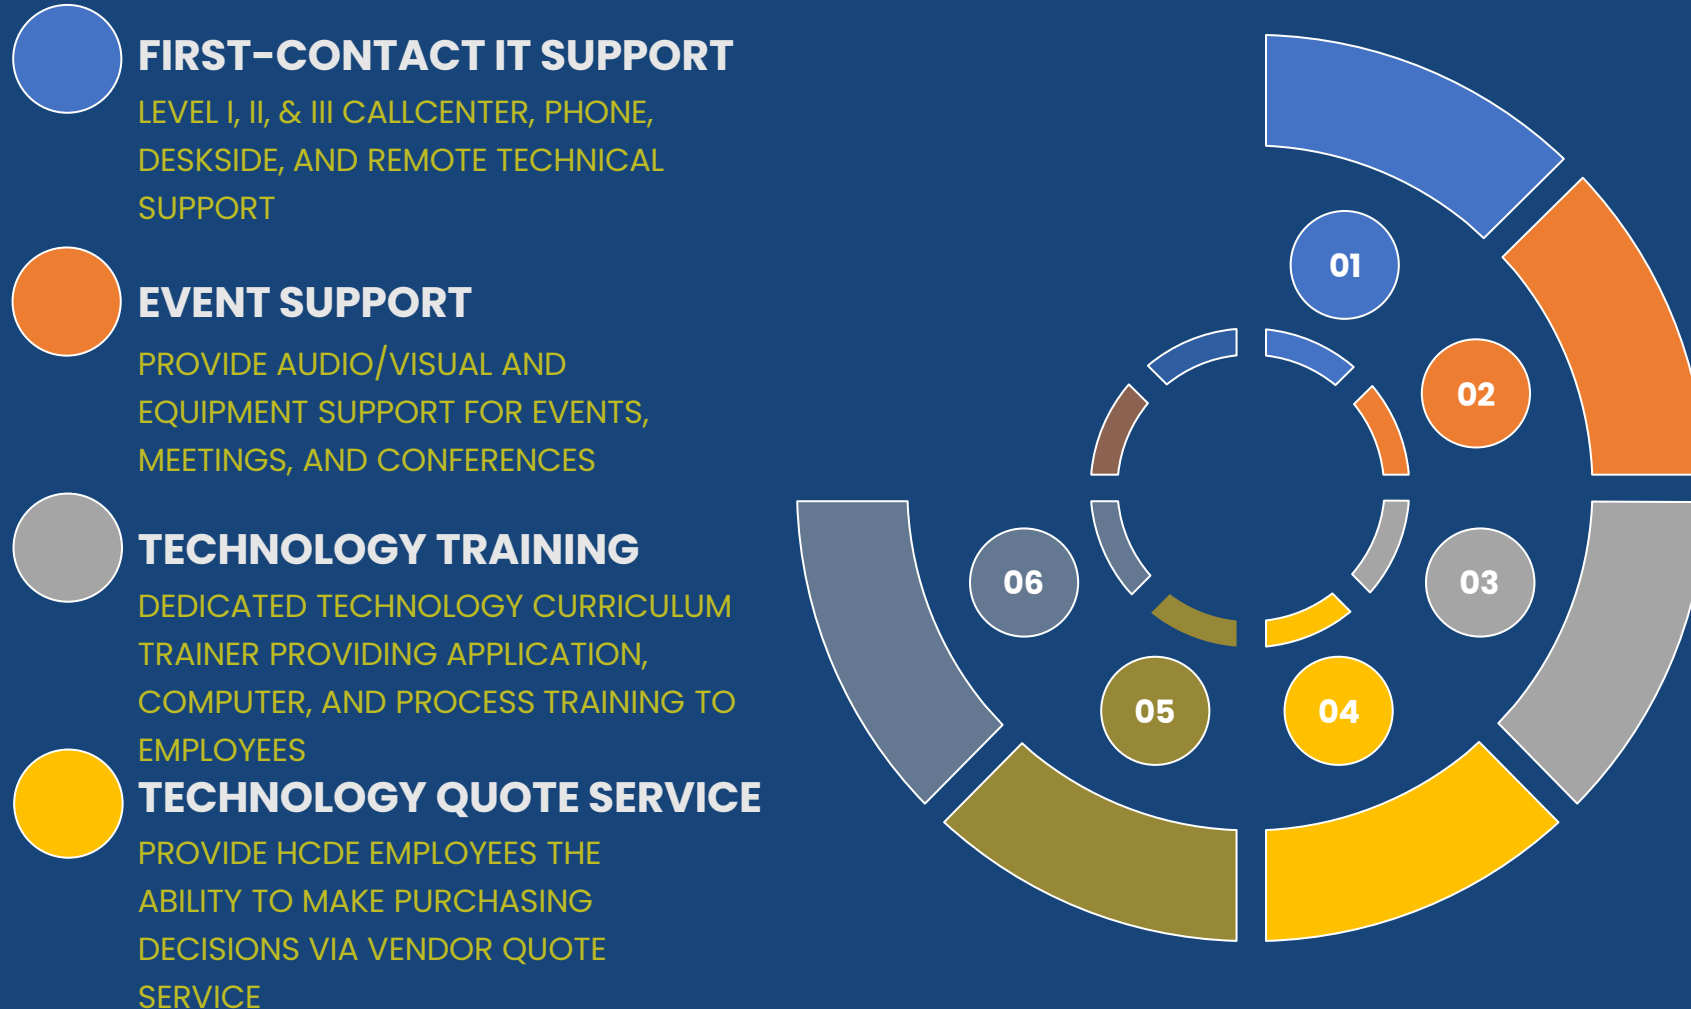 FIRST-CONTACT IT SUPPORT
LEVEL I, II, & III CALLCENTER, PHONE,
DESKSIDE, AND REMOTE TECHNICAL
SUPPORT
EVENT SUPPORT
PROVIDE AUDIO/VISUAL AND
EQUIPMENT SUPPORT FOR EVENTS,
MEETINGS, AND CONFERENCES
TECHNOLOGY TRAINING
DEDICATED TECHNOLOGY CURRICULUM
TRAINER PROVIDING APPLICATION,
COMPUTER, AND PROCESS TRAINING TO
EMPLOYEES
TECHNOLOGY QUOTE SERVICE
PROVIDE HCDE EMPLOYEES THE
ABILITY TO MAKE PURCHASING
DECISIONS VIA VENDOR QUOTE
SERVICE
01
02
03
04
05
06